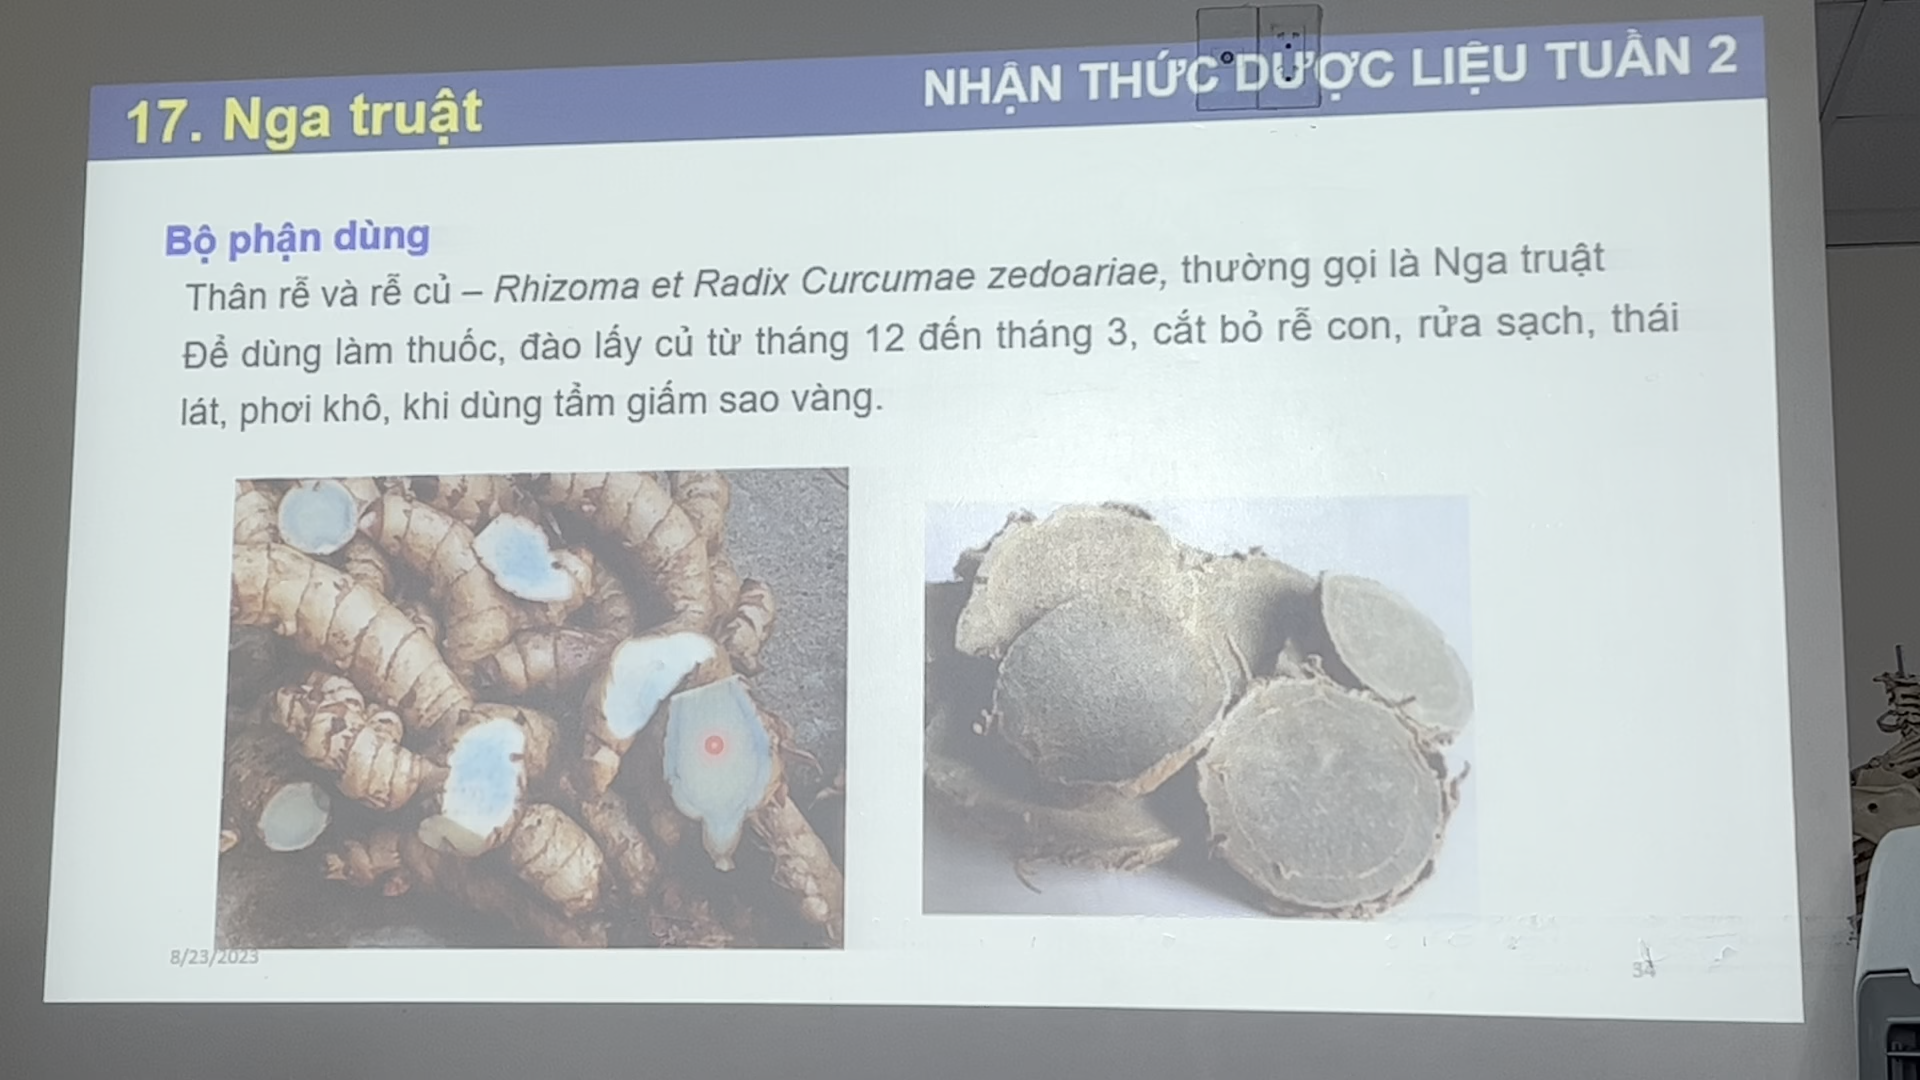 17. Nga truật
NHẬN THỨC DƯỢC LIỆU TUẦN 2
Bộ phận dùng
Thân rễ và rễ củ – Rhizoma et Radix Curcumae zedoariae, thường gọi là Nga truật
Để dùng làm thuốc, đào lấy củ từ tháng 12 đến tháng 3, cắt bỏ rễ con, rửa sạch, thái
lát, phơi khô, khi dùng tẩm giấm sao vàng.
8/23/2023
34